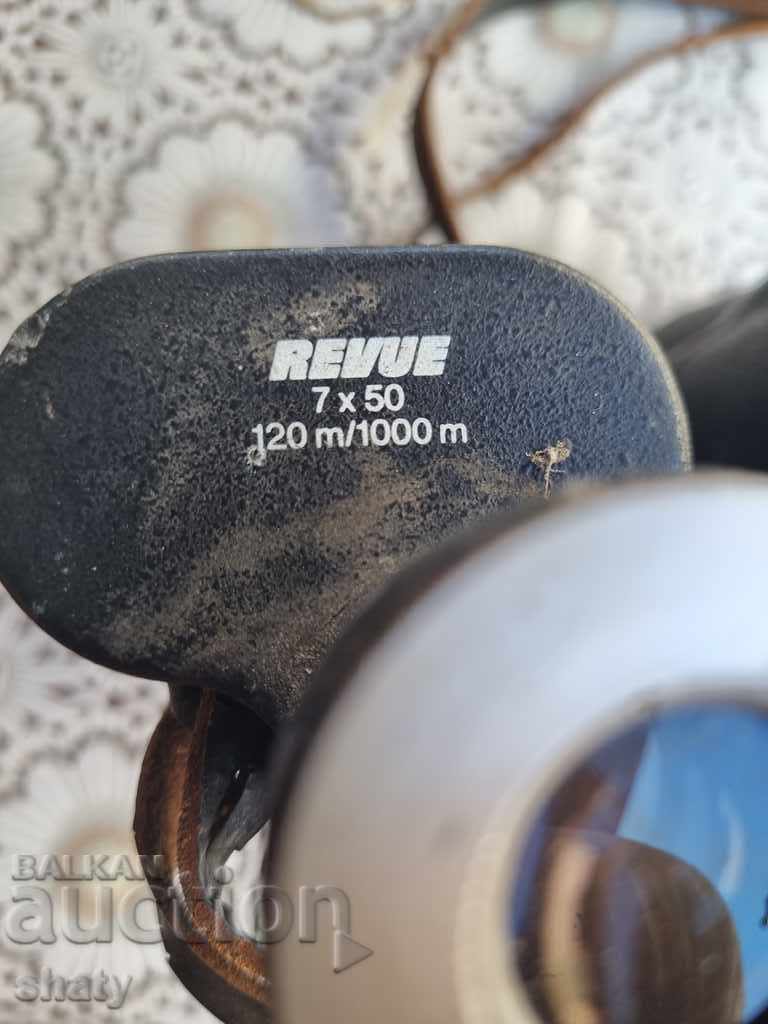 REVUE
7 x 50
120 m/1000 m
BALKAN
auction
shaty